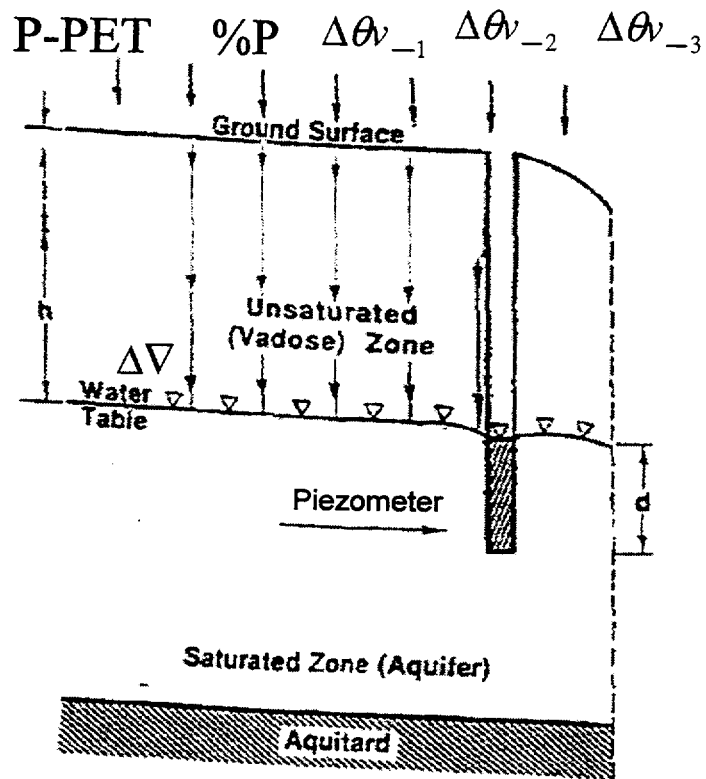 P-PET %P Δθv₋₁ Δθv₋₂ Δθv₋₃
Ground Surface
h
Unsaturated
(Vadose) Zone
Δ∇
Water
Table
Piezometer
d
Saturated Zone (Aquifer)
Aquitard